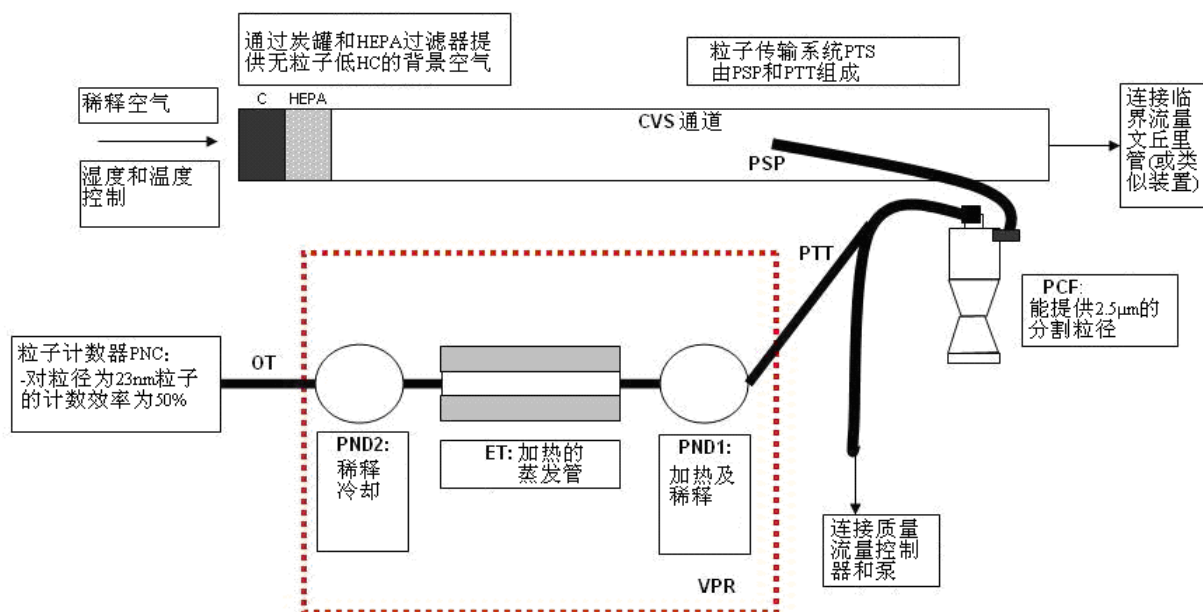 通过炭罐和HEPA过滤器提
供无粒子低HC的背景空气
粒子传输系统PTS
由PSP和PTT组成
稀释空气
湿度和温度
控制
C
HEPA
CVS 通道
PSP
连接临
界流量
文丘里
管(或类
似装置)
PTT
PCF:
能提供2.5μm的
分割粒径
粒子计数器PNC:
-对粒径为23nm粒子
的计数效率为50%
OT
PND2:
稀释
冷却
ET: 加热的
蒸发管
PND1:
加热及
稀释
VPR
连接质量
流量控制
器和泵